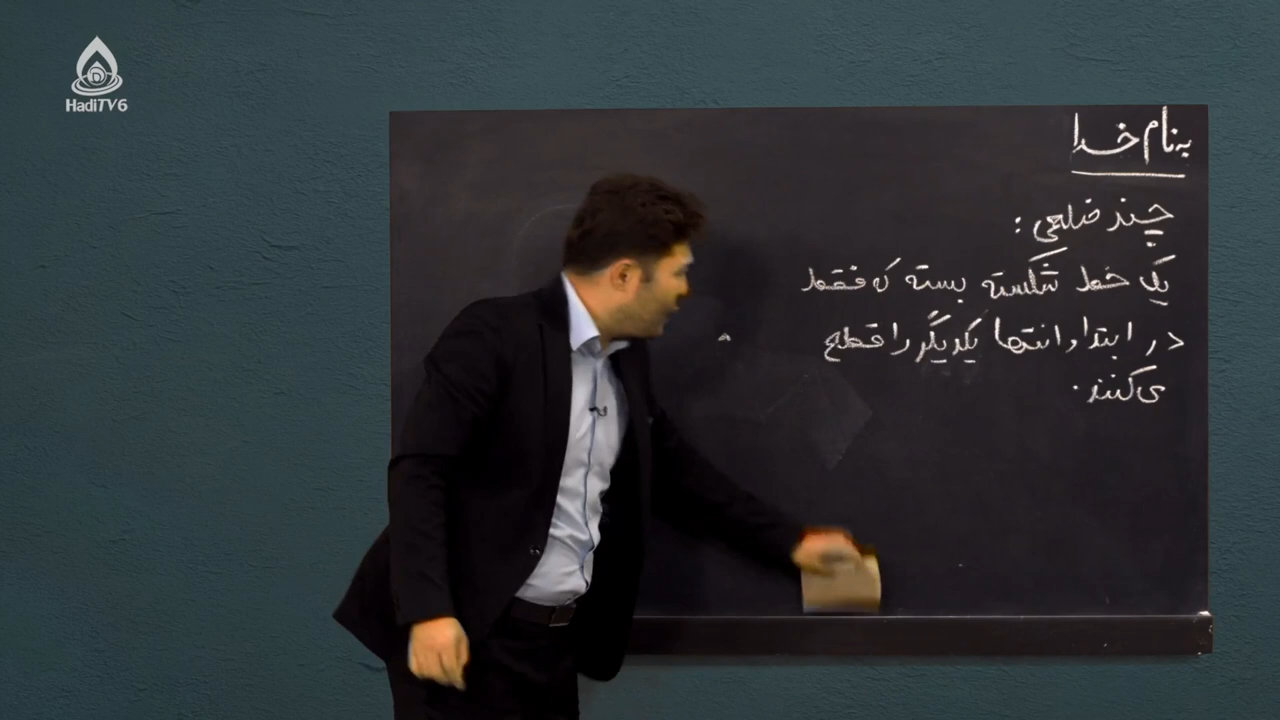 HadiTV6
به نام خدا
چند ضلعی :
یک خط شکسته بسته که فقط
در ابتدا و انتها یکدیگر را قطع
می‌کنند.